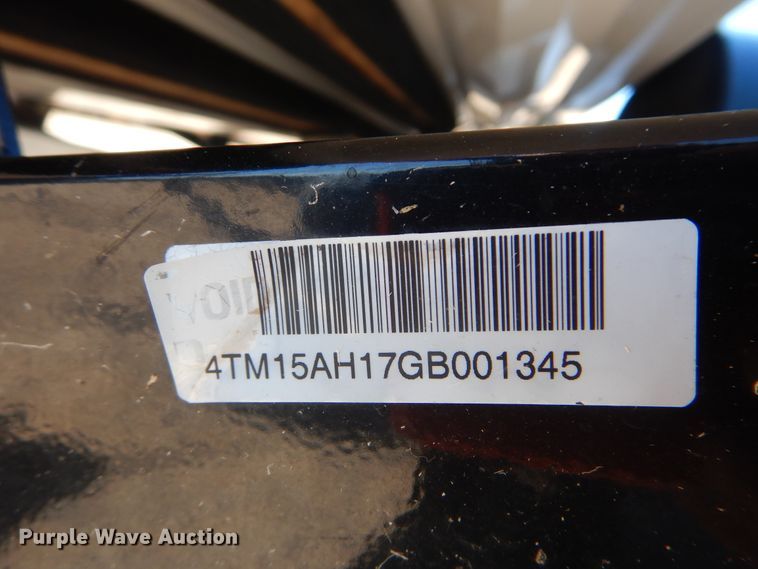 VOID
4TM15AH17GB001345
Purple Wave Auction